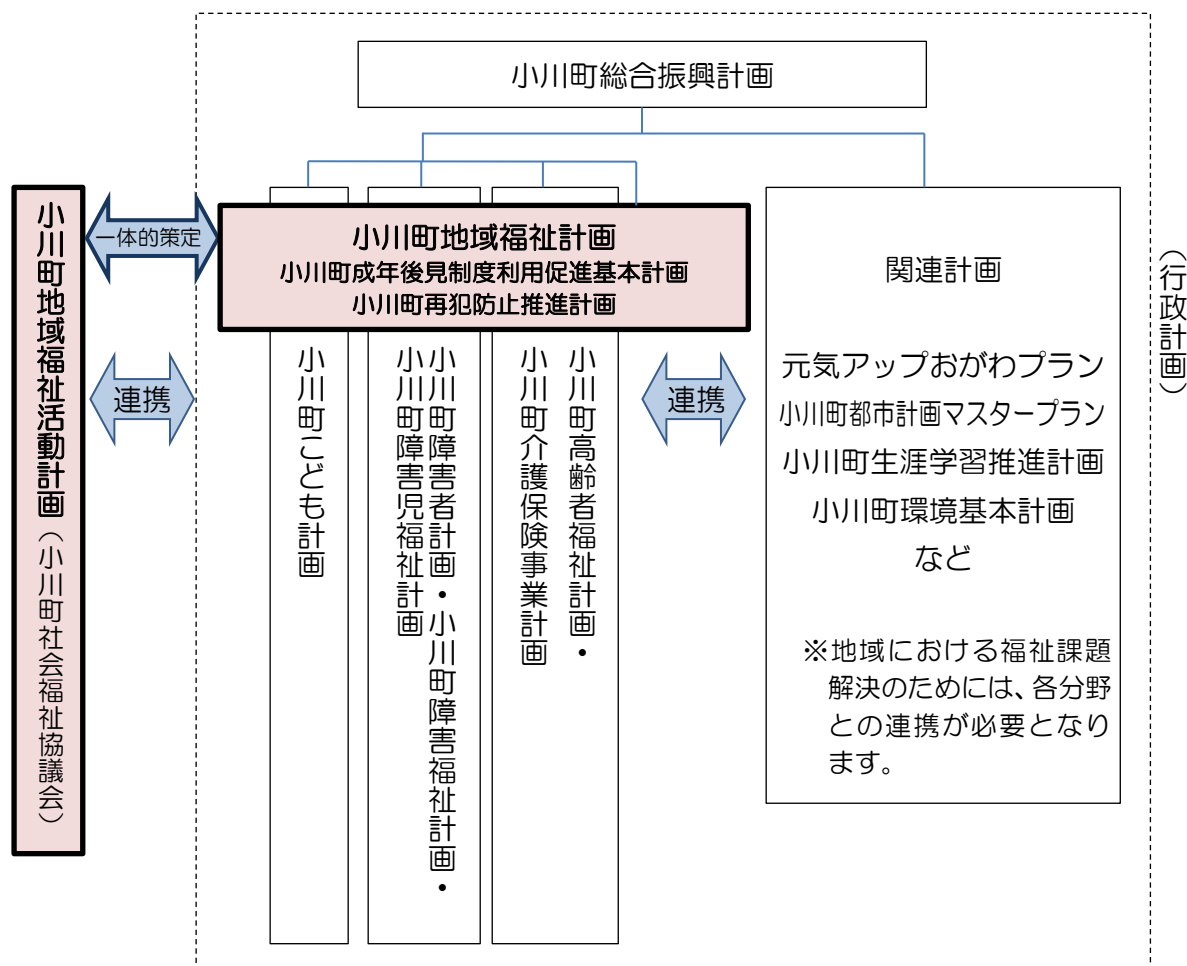 小川町総合振興計画
小川町地域福祉活動計画（小川町社会福祉協議会）
一体的策定
連携
小川町地域福祉計画
小川町成年後見制度利用促進基本計画
小川町再犯防止推進計画
小川町こども計画
小川町障害者計画・小川町障害福祉計画・
小川町障害児福祉計画
小川町高齢者福祉計画・
小川町介護保険事業計画
連携
関連計画
元気アップおがわプラン
小川町都市計画マスタープラン
小川町生涯学習推進計画
小川町環境基本計画
など
※地域における福祉課題
解決のためには、各分野
との連携が必要となり
ます。
（行政計画）